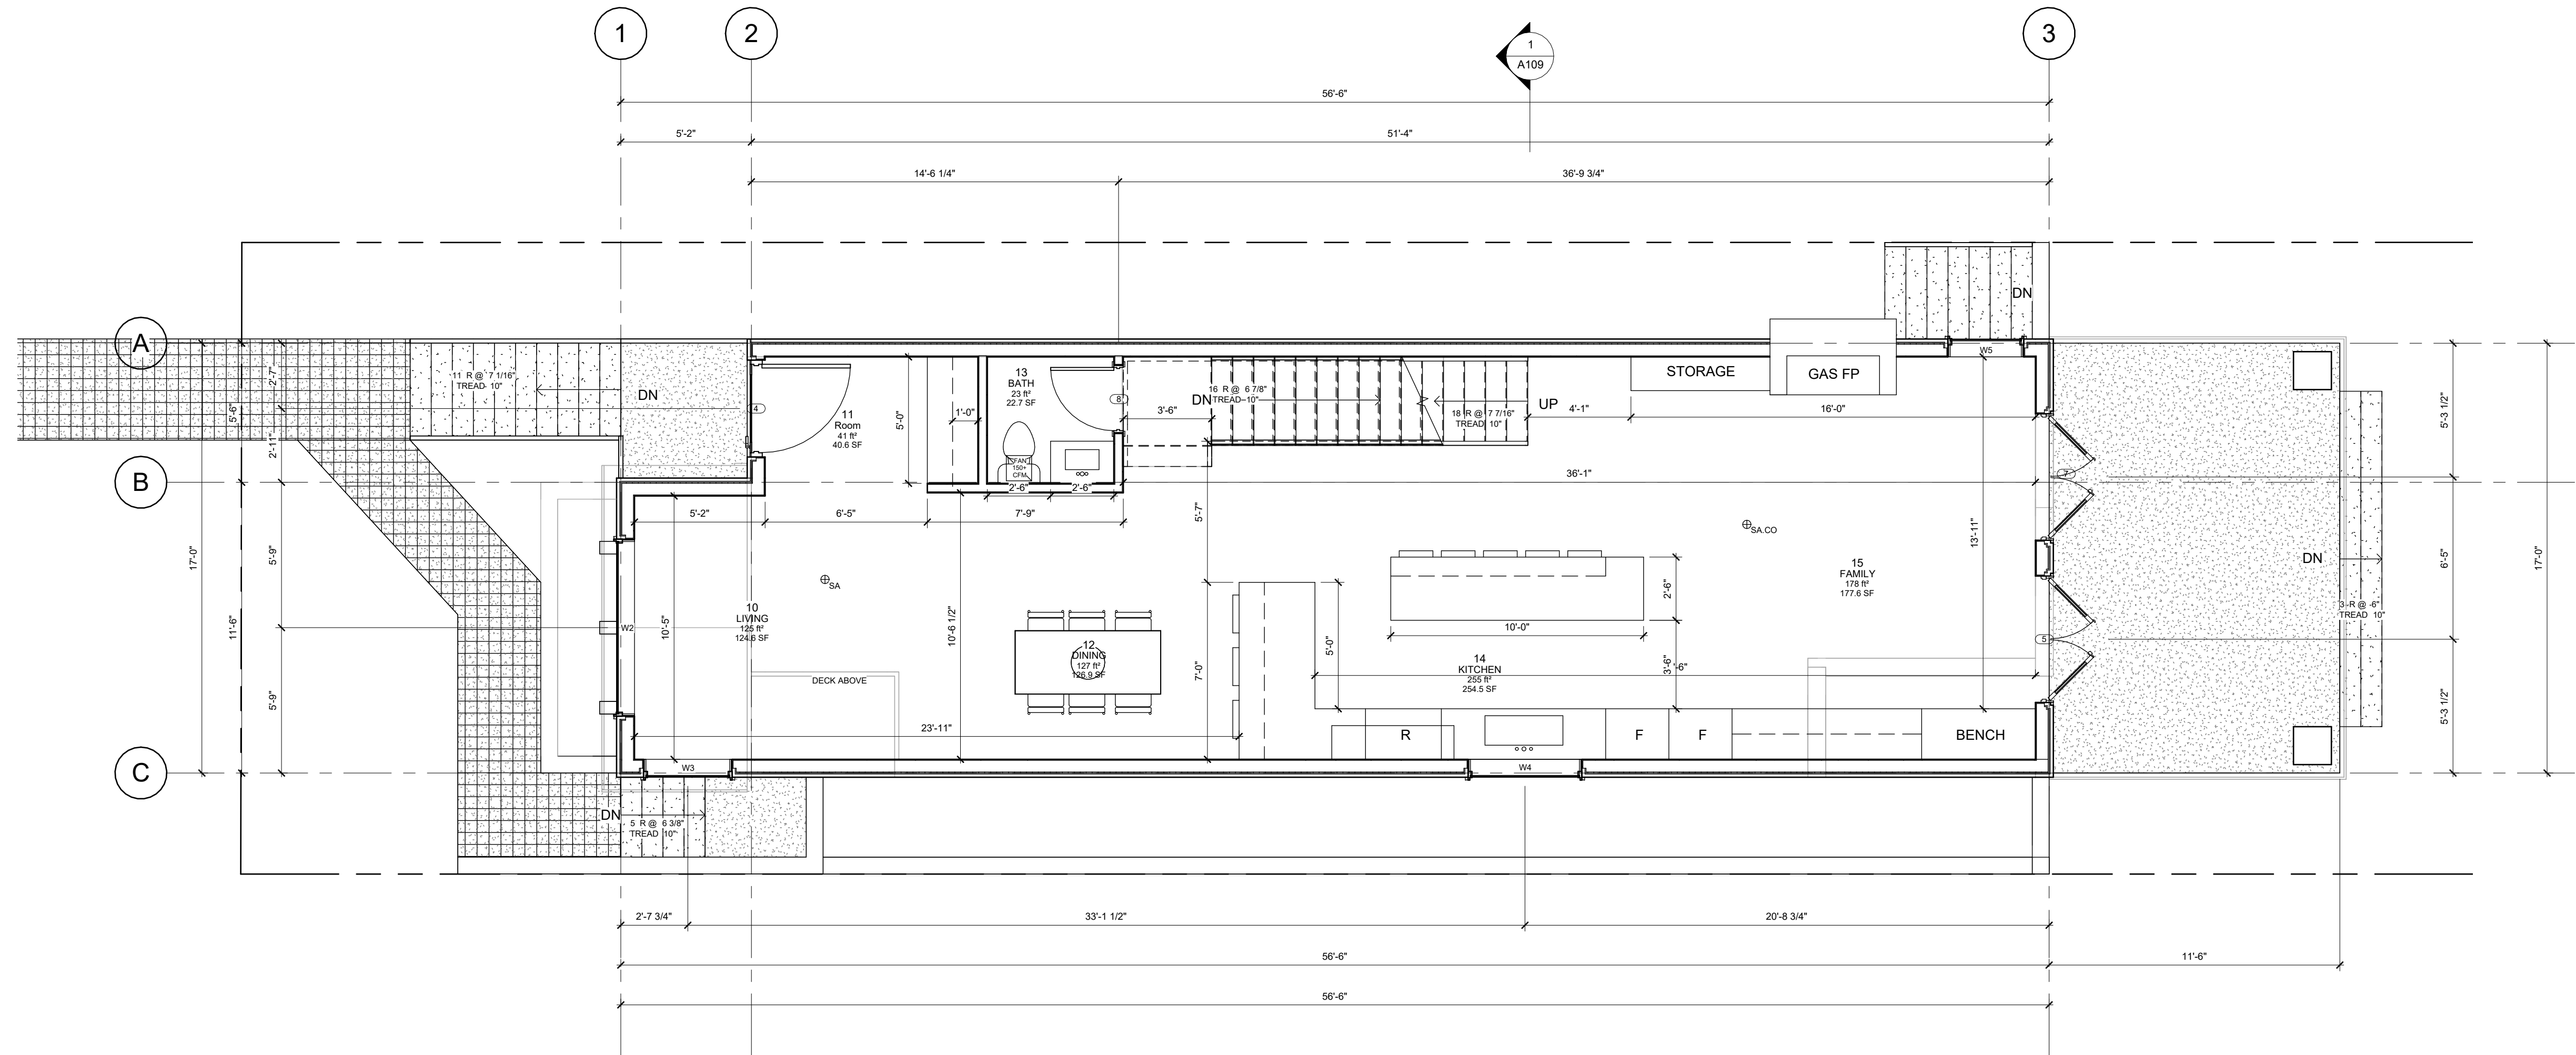 1
2
3
1
A109
56'-6"
5'-2"
51'-4"
14'-6 1/4"
36'-9 3/4"
DN
A
11 R @ 7 1/16"
TREAD 10"
DN
2'-7"
5'-6"
2'-11"
17'-0"
4
11
Room
41 ft²
40.6 SF
5'-0"
1'-0"
13
BATH
23 ft²
22.7 SF
FAN
150+
CFM
2'-6"
2'-6"
8
3'-6"
DN
16 R @ 6 7/8"
TREAD 10"
18 R @ 7 7/16"
TREAD 10"
UP
4'-1"
STORAGE
GAS FP
16'-0"
W5
5'-3 1/2"
B
36'-1"
7
5'-2"
6'-5"
7'-9"
5'-7"
SA.CO
13'-11"
5'-9"
SA
DN
6'-5"
17'-0"
10
LIVING
125 ft²
124.6 SF
W2
10'-5"
11'-6"
10'-6 1/2"
12
DINING
127 ft²
126.9 SF
2'-6"
10'-0"
15
FAMILY
178 ft²
177.6 SF
3 R @ 6"
TREAD 10"
5
5'-0"
7'-0"
14
KITCHEN
255 ft²
254.5 SF
3'-6"
'-6"
DECK ABOVE
5'-9"
5'-3 1/2"
23'-11"
R
F
F
BENCH
C
W3
W4
DN
5 R @ 6 3/8"
TREAD 10"
2'-7 3/4"
33'-1 1/2"
20'-8 3/4"
56'-6"
11'-6"
56'-6"